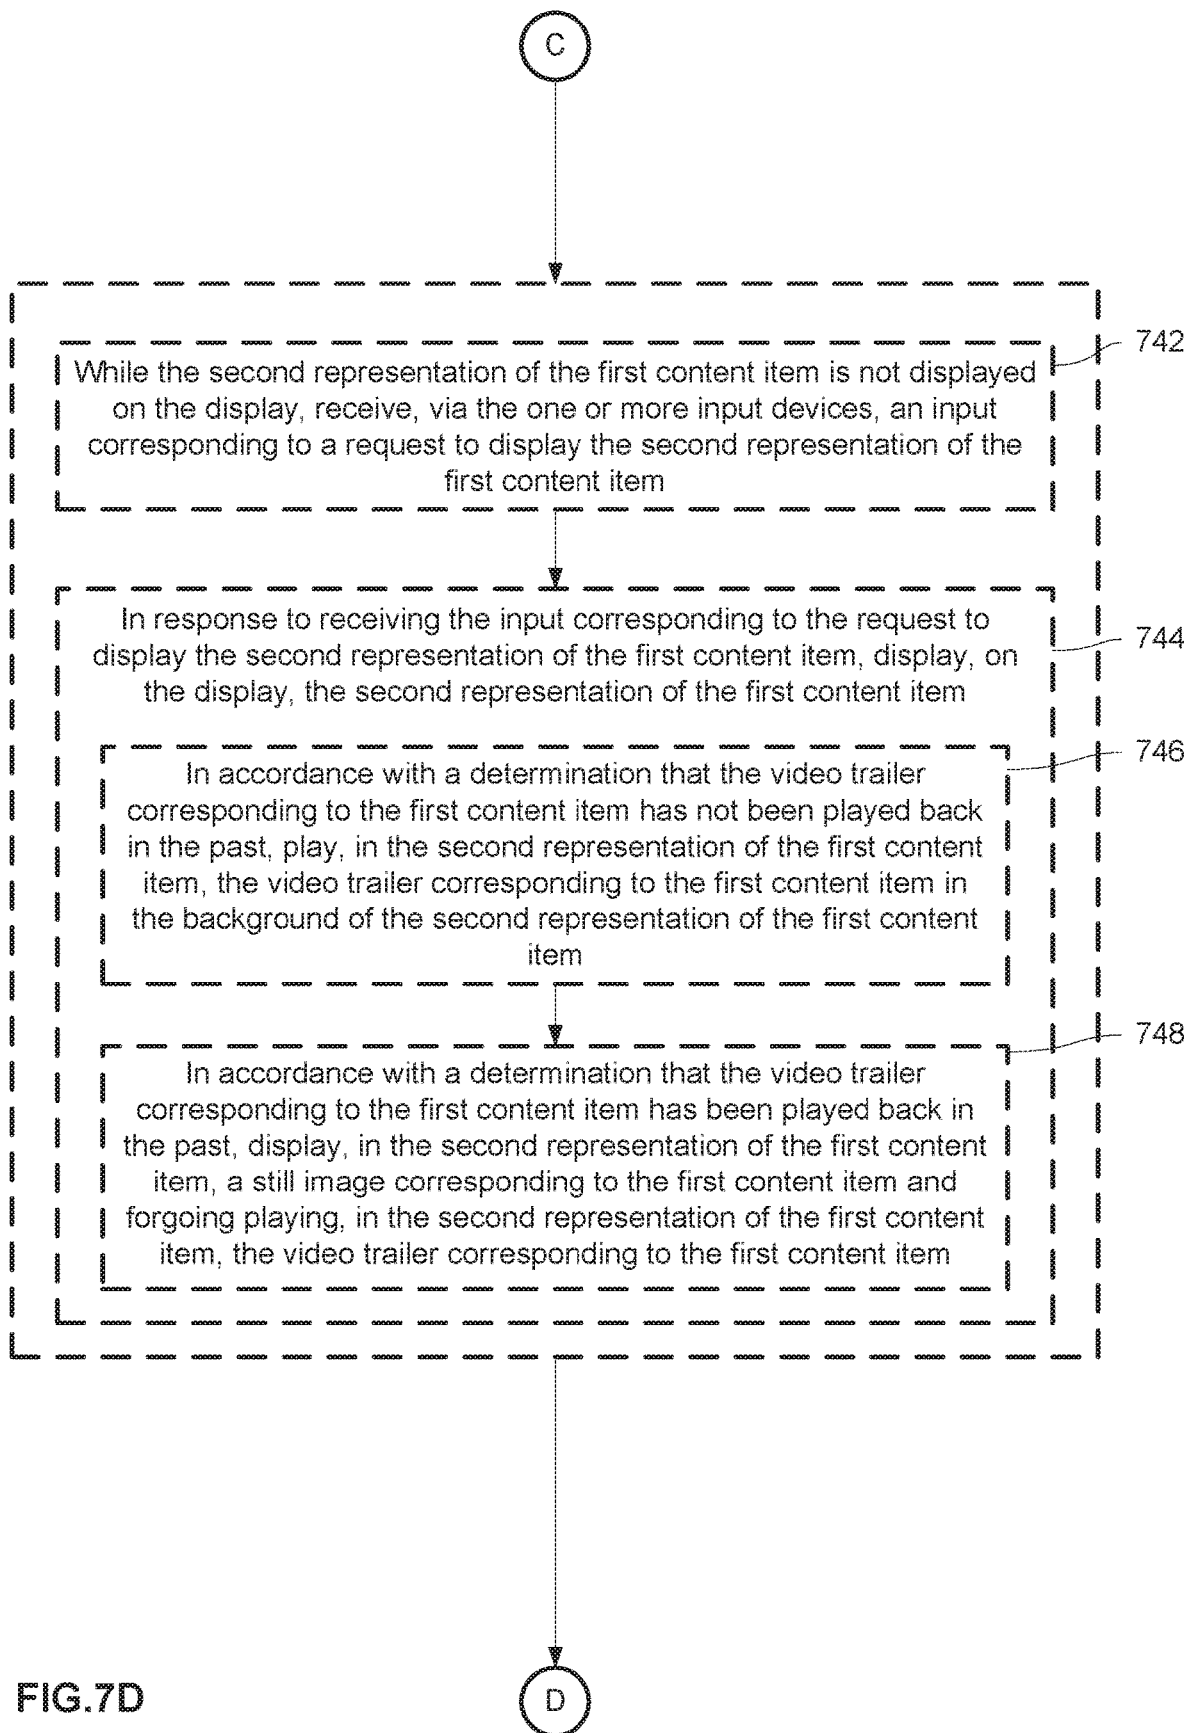 C
742
While the second representation of the first content item is not displayed
on the display, receive, via the one or more input devices, an input
corresponding to a request to display the second representation of the
first content item
744
In response to receiving the input corresponding to the request to
display the second representation of the first content item, display, on
the display, the second representation of the first content item
746
In accordance with a determination that the video trailer
corresponding to the first content item has not been played back
in the past, play, in the second representation of the first content
item, the video trailer corresponding to the first content item in
the background of the second representation of the first content
item
748
In accordance with a determination that the video trailer
corresponding to the first content item has been played back in
the past, display, in the second representation of the first content
item, a still image corresponding to the first content item and
forgoing playing, in the second representation of the first content
item, the video trailer corresponding to the first content item
FIG.7D
D